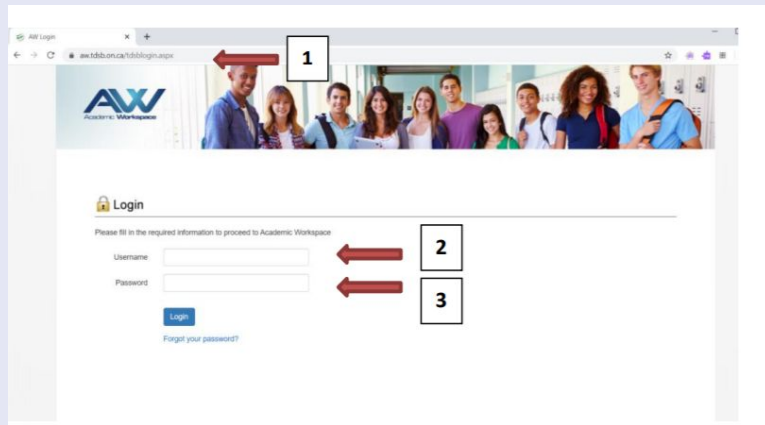 AW Login
aw.tdsb.on.ca/tdsblogin.aspx
1
AW
Academic Workspace
Login
Please fill in the required information to proceed to Academic Workspace
Username
2
Password
3
Login
Forgot your password?